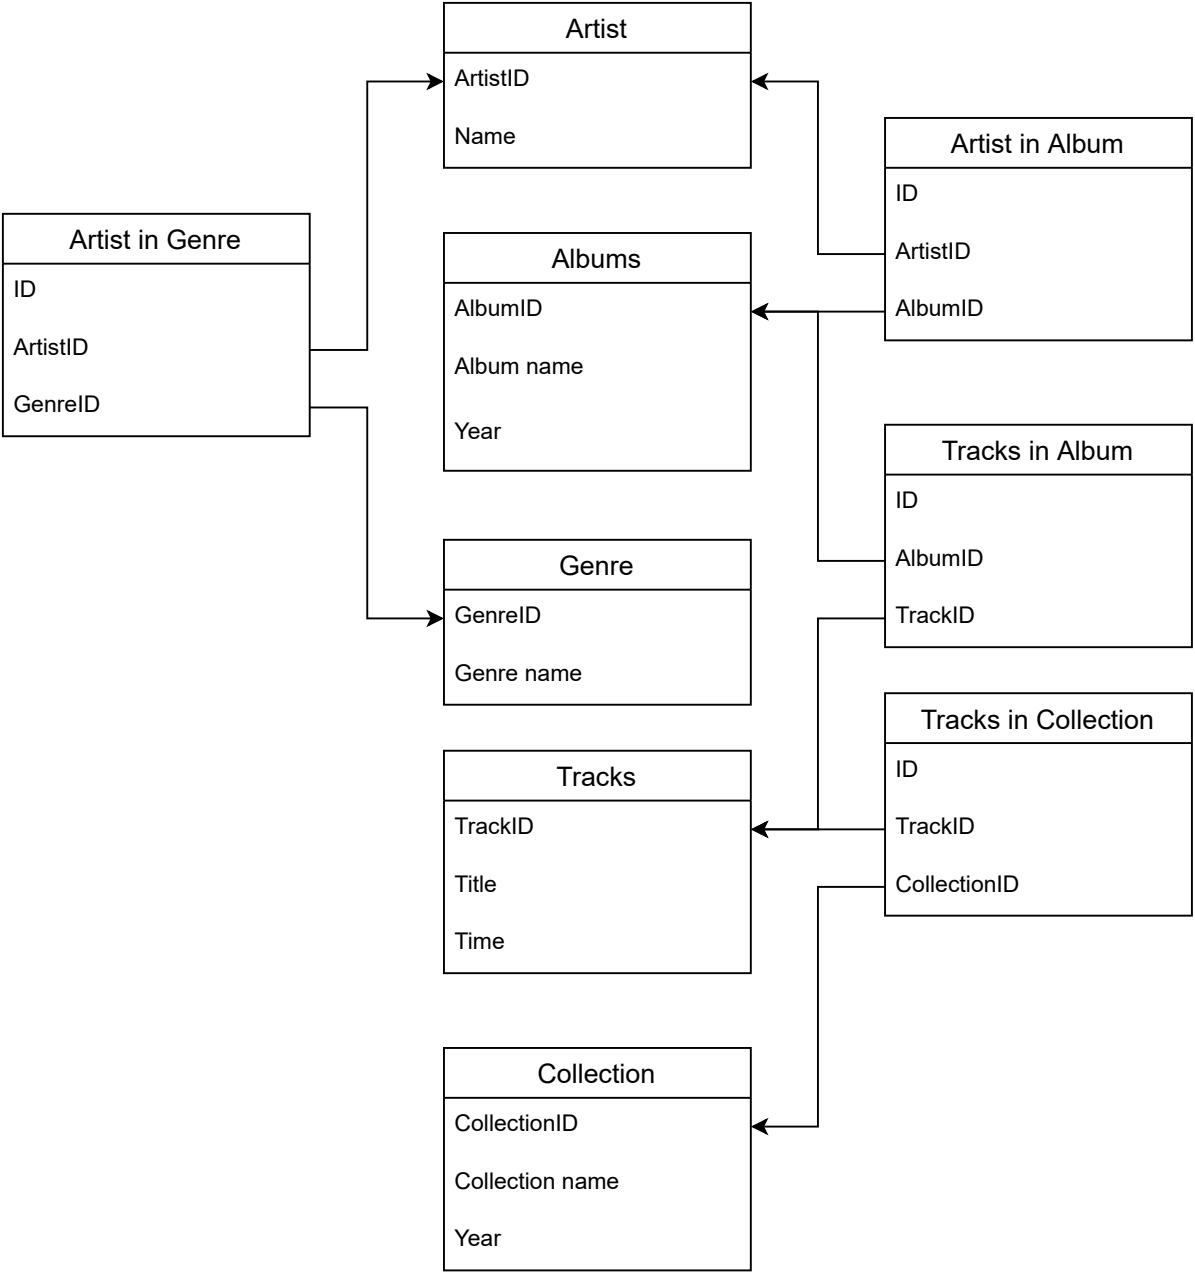 Artist
ArtistID
Name
Artist in Album
ID
ArtistID
AlbumID
Artist in Genre
ID
ArtistID
GenreID
Albums
AlbumID
Album name
Year
Tracks in Album
ID
AlbumID
TrackID
Genre
GenreID
Genre name
Tracks in Collection
ID
TrackID
CollectionID
Tracks
TrackID
Title
Time
Collection
CollectionID
Collection name
Year